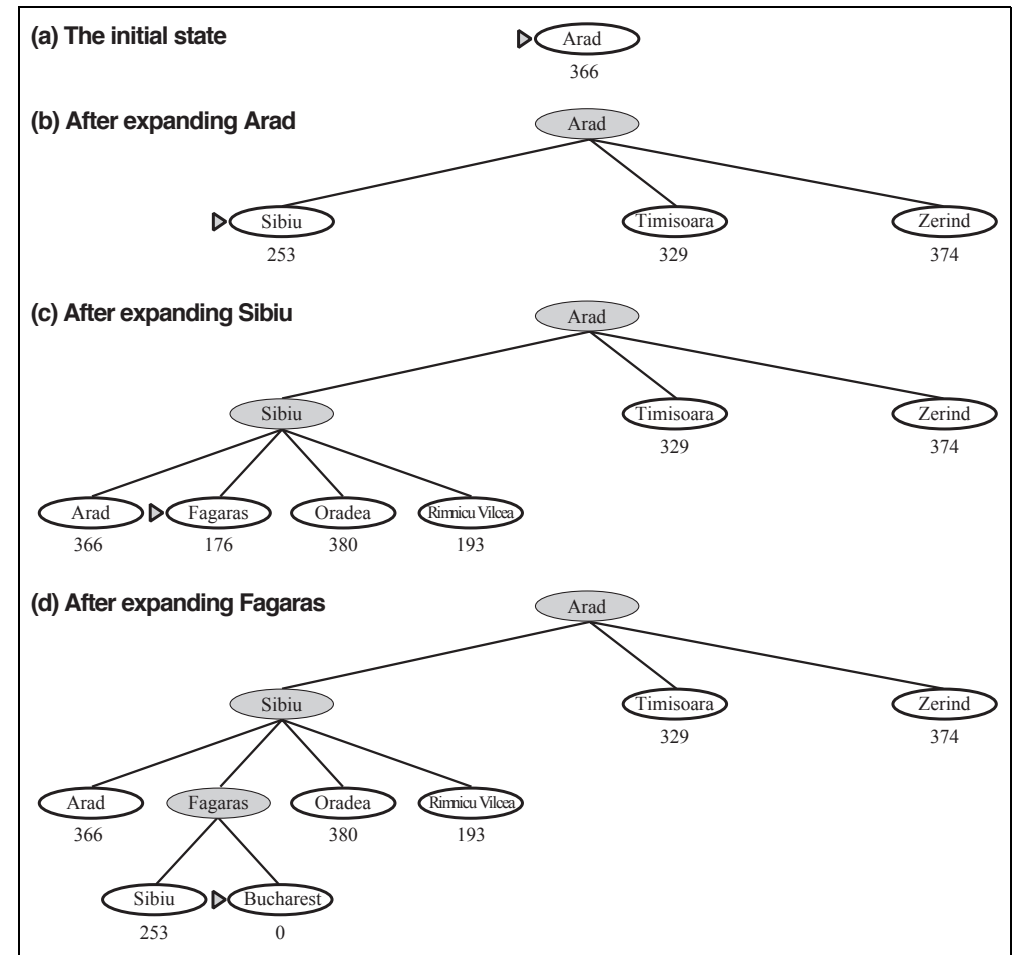 (a) The initial state
Arad
366
(b) After expanding Arad
Arad
Sibiu
Timisoara
Zerind
253
329
374
(c) After expanding Sibiu
Arad
Sibiu
Timisoara
Zerind
329
374
Arad
Fagaras
Oradea
Rimnicu Vilcea
366
176
380
193
(d) After expanding Fagaras
Arad
Sibiu
Timisoara
Zerind
329
374
Arad
Fagaras
Oradea
Rimnicu Vilcea
366
380
193
Sibiu
Bucharest
253
0